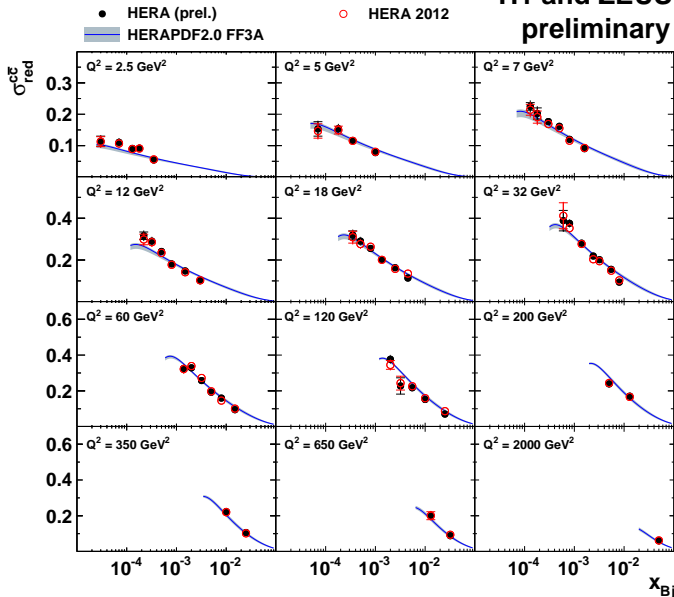 HERA (prel.)
HERA 2012
HERAPDF2.0 FF3A
preliminary
σ_red^cc̄
Q² = 2.5 GeV²
Q² = 5 GeV²
Q² = 7 GeV²
0.3
0.2
0.1
Q² = 12 GeV²
Q² = 18 GeV²
Q² = 32 GeV²
0.4
0.2
Q² = 60 GeV²
Q² = 120 GeV²
Q² = 200 GeV²
0.6
0.4
0.2
Q² = 350 GeV²
Q² = 650 GeV²
Q² = 2000 GeV²
0.6
0.4
0.2
10⁻⁴ 10⁻³ 10⁻² 10⁻⁴ 10⁻³ 10⁻² 10⁻⁴ 10⁻³ 10⁻²
x_Bj